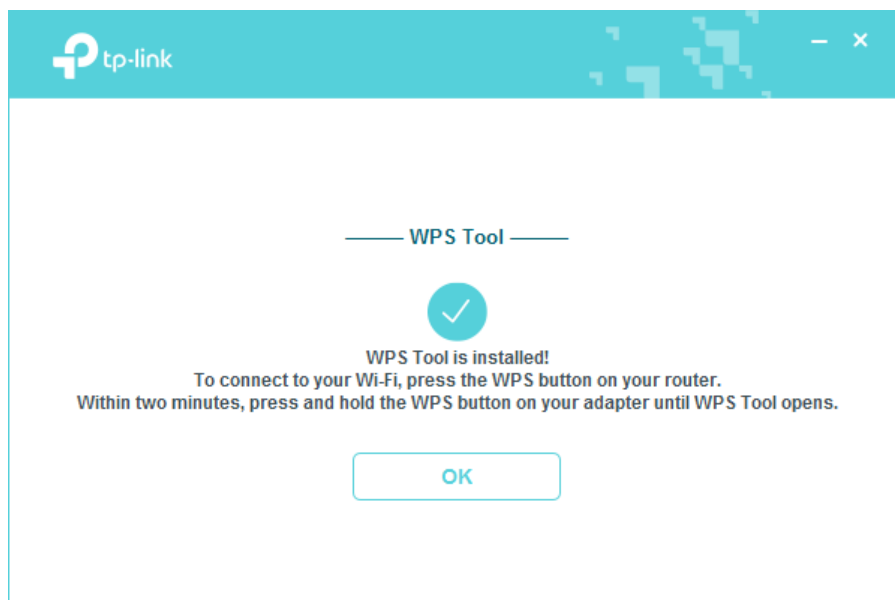 tp-link
WPS Tool
WPS Tool is installed!
To connect to your Wi-Fi, press the WPS button on your router.
Within two minutes, press and hold the WPS button on your adapter until WPS Tool opens.
OK